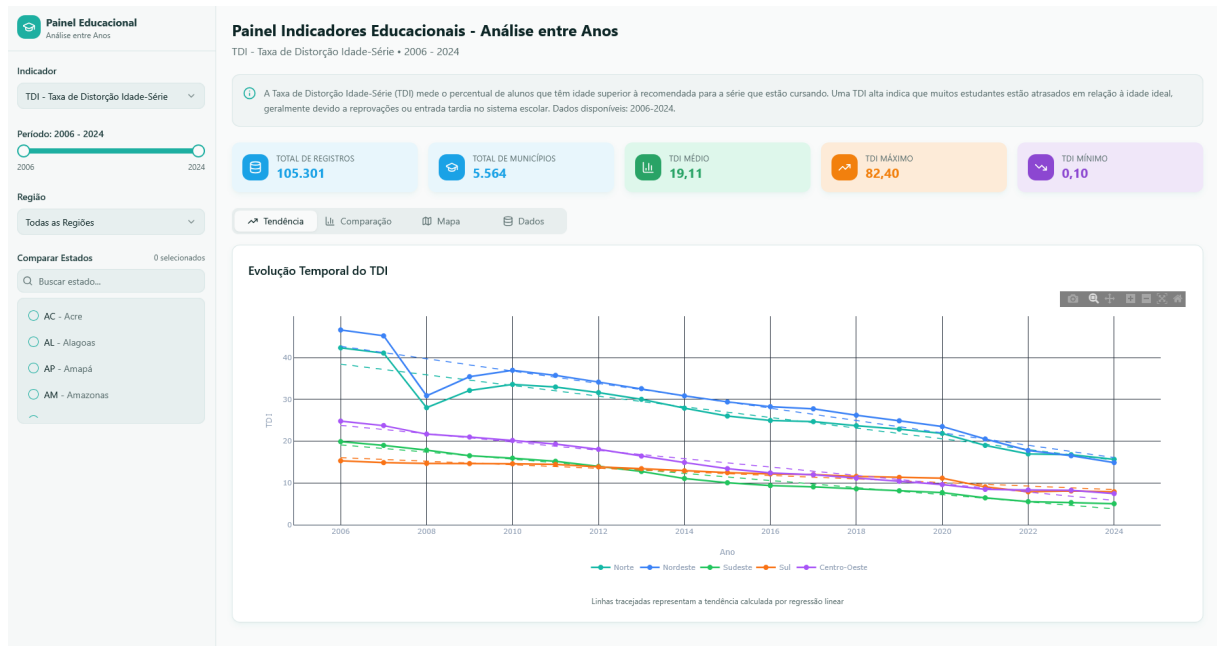 Painel Educacional
Análise entre Anos
Indicador
TDI - Taxa de Distorção Idade-Série
Período: 2006 - 2024
2006 2024
Região
Todas as Regiões
Comparar Estados 0 selecionados
Buscar estado...
AC - Acre
AL - Alagoas
AP - Amapá
AM - Amazonas
Painel Indicadores Educacionais - Análise entre Anos
TDI - Taxa de Distorção Idade-Série • 2006 - 2024
A Taxa de Distorção Idade-Série (TDI) mede o percentual de alunos que têm idade superior à recomendada para a série que estão cursando. Uma TDI alta indica que muitos estudantes estão atrasados em relação à idade ideal,
geralmente devido a reprovações ou entrada tardia no sistema escolar. Dados disponíveis: 2006-2024.
TOTAL DE REGISTROS
105.301
TOTAL DE MUNICÍPIOS
5.564
TDI MÉDIO
19,11
TDI MÁXIMO
82,40
TDI MÍNIMO
0,10
Tendência Comparação Mapa Dados
Evolução Temporal do TDI
40
30
20
10
0
TDI
2006 2008 2010 2012 2014 2016 2018 2020 2022 2024
Ano
Norte Nordeste Sudeste Sul Centro-Oeste
Linhas tracejadas representam a tendência calculada por regressão linear